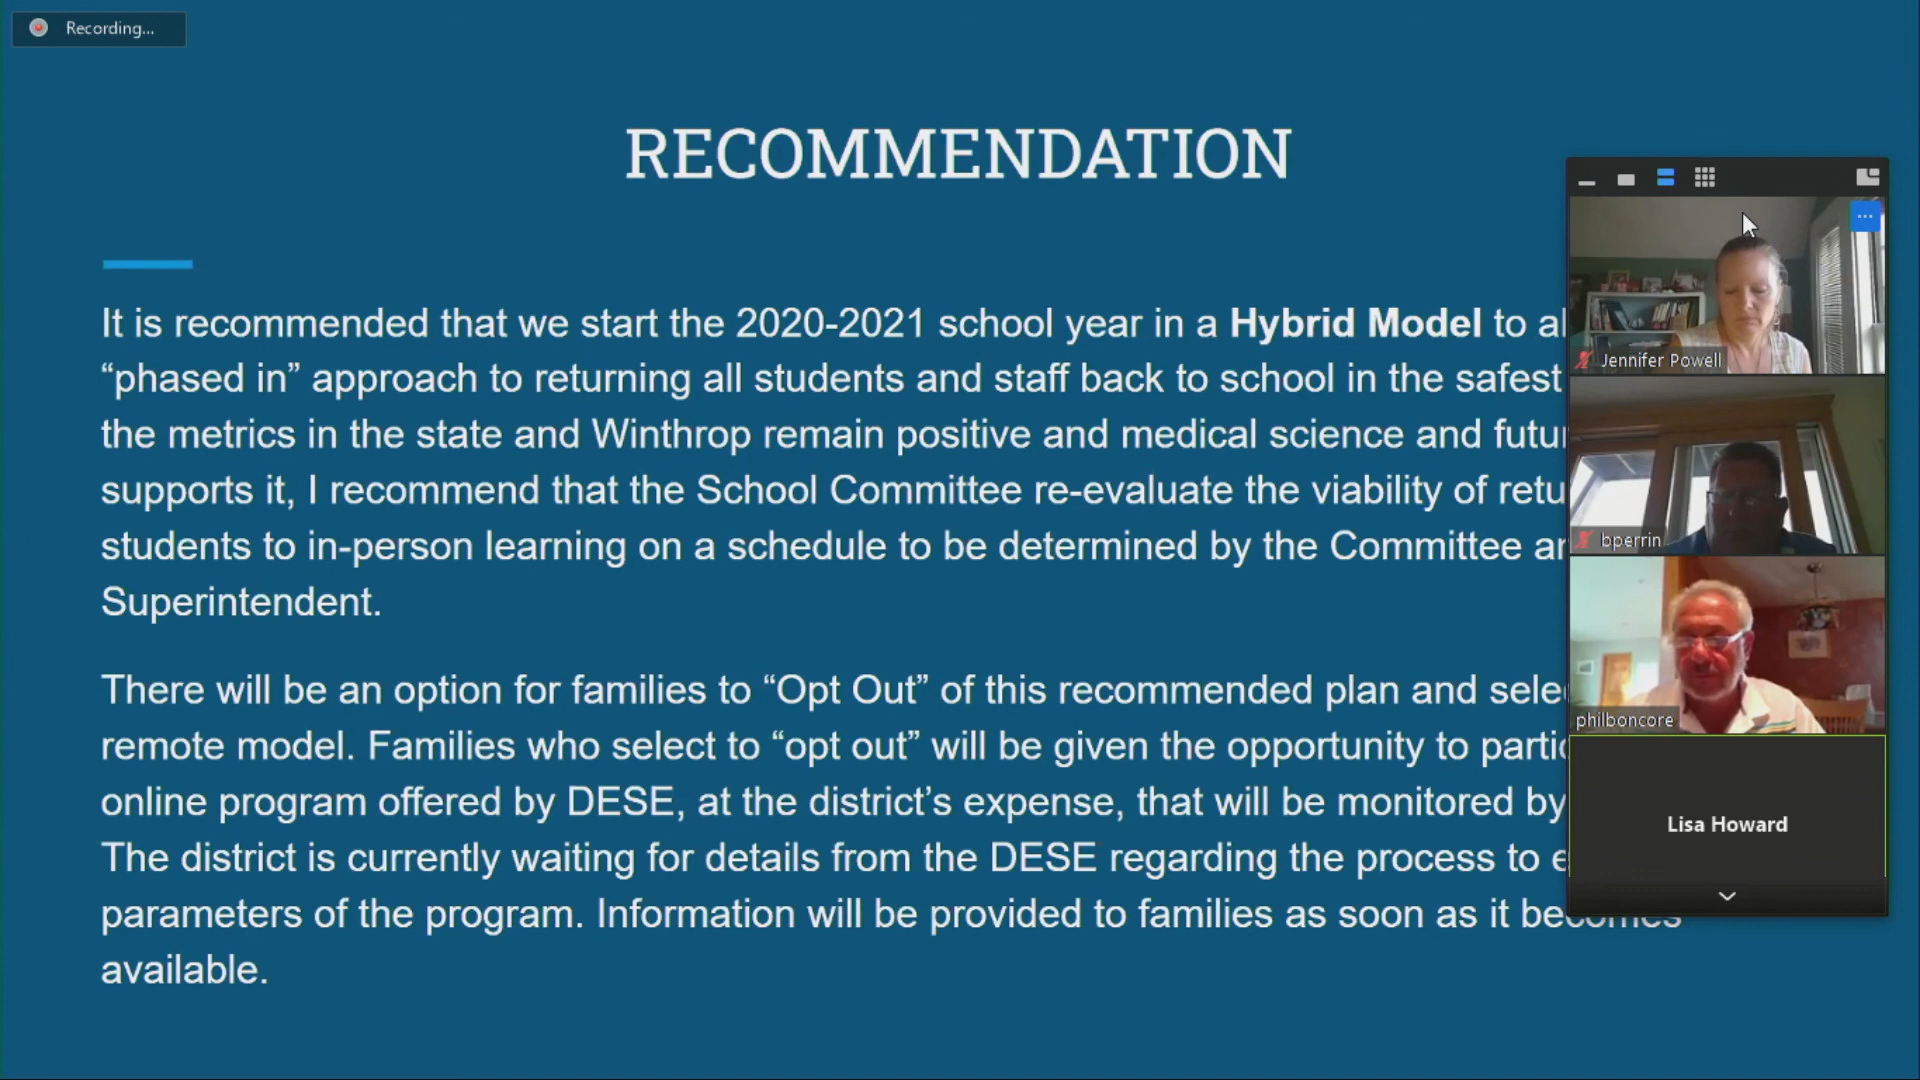 Recording...
RECOMMENDATION
It is recommended that we start the 2020-2021 school year in a Hybrid Model to
“phased in” approach to returning all students and staff back to school in the safest
the metrics in the state and Winthrop remain positive and medical science and
supports it, I recommend that the School Committee re-evaluate the viability of
students to in-person learning on a schedule to be determined by the Committee
Superintendent.
There will be an option for families to “Opt Out” of this recommended plan and
remote model. Families who select to “opt out” will be given the opportunity to
online program offered by DESE, at the district’s expense, that will be monitored by
The district is currently waiting for details from the DESE regarding the process to
parameters of the program. Information will be provided to families as soon as it becomes
available.
Jennifer Powell
bperrin
philboncore
Lisa Howard